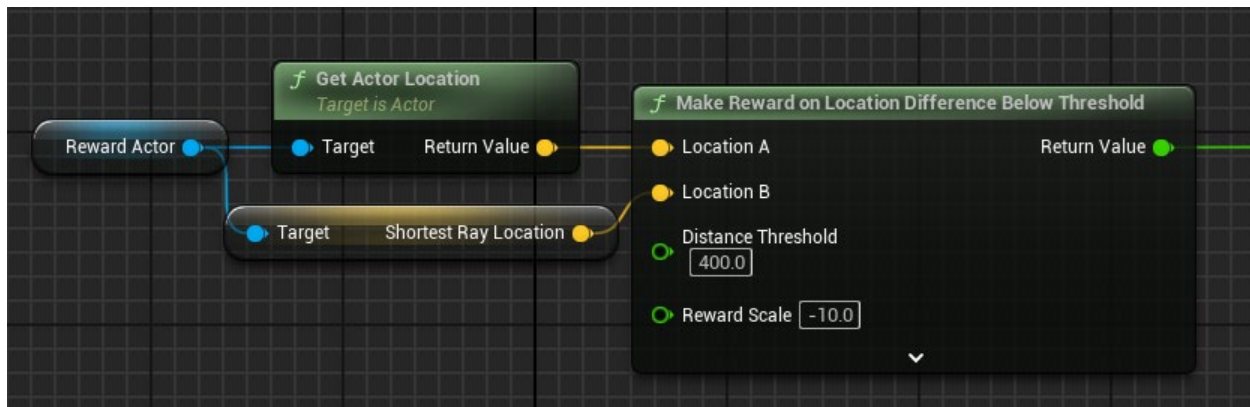 Get Actor Location
Target is Actor
Reward Actor
Target
Return Value
Target
Shortest Ray Location
Make Reward on Location Difference Below Threshold
Location A
Return Value
Location B
Distance Threshold
400.0
Reward Scale -10.0